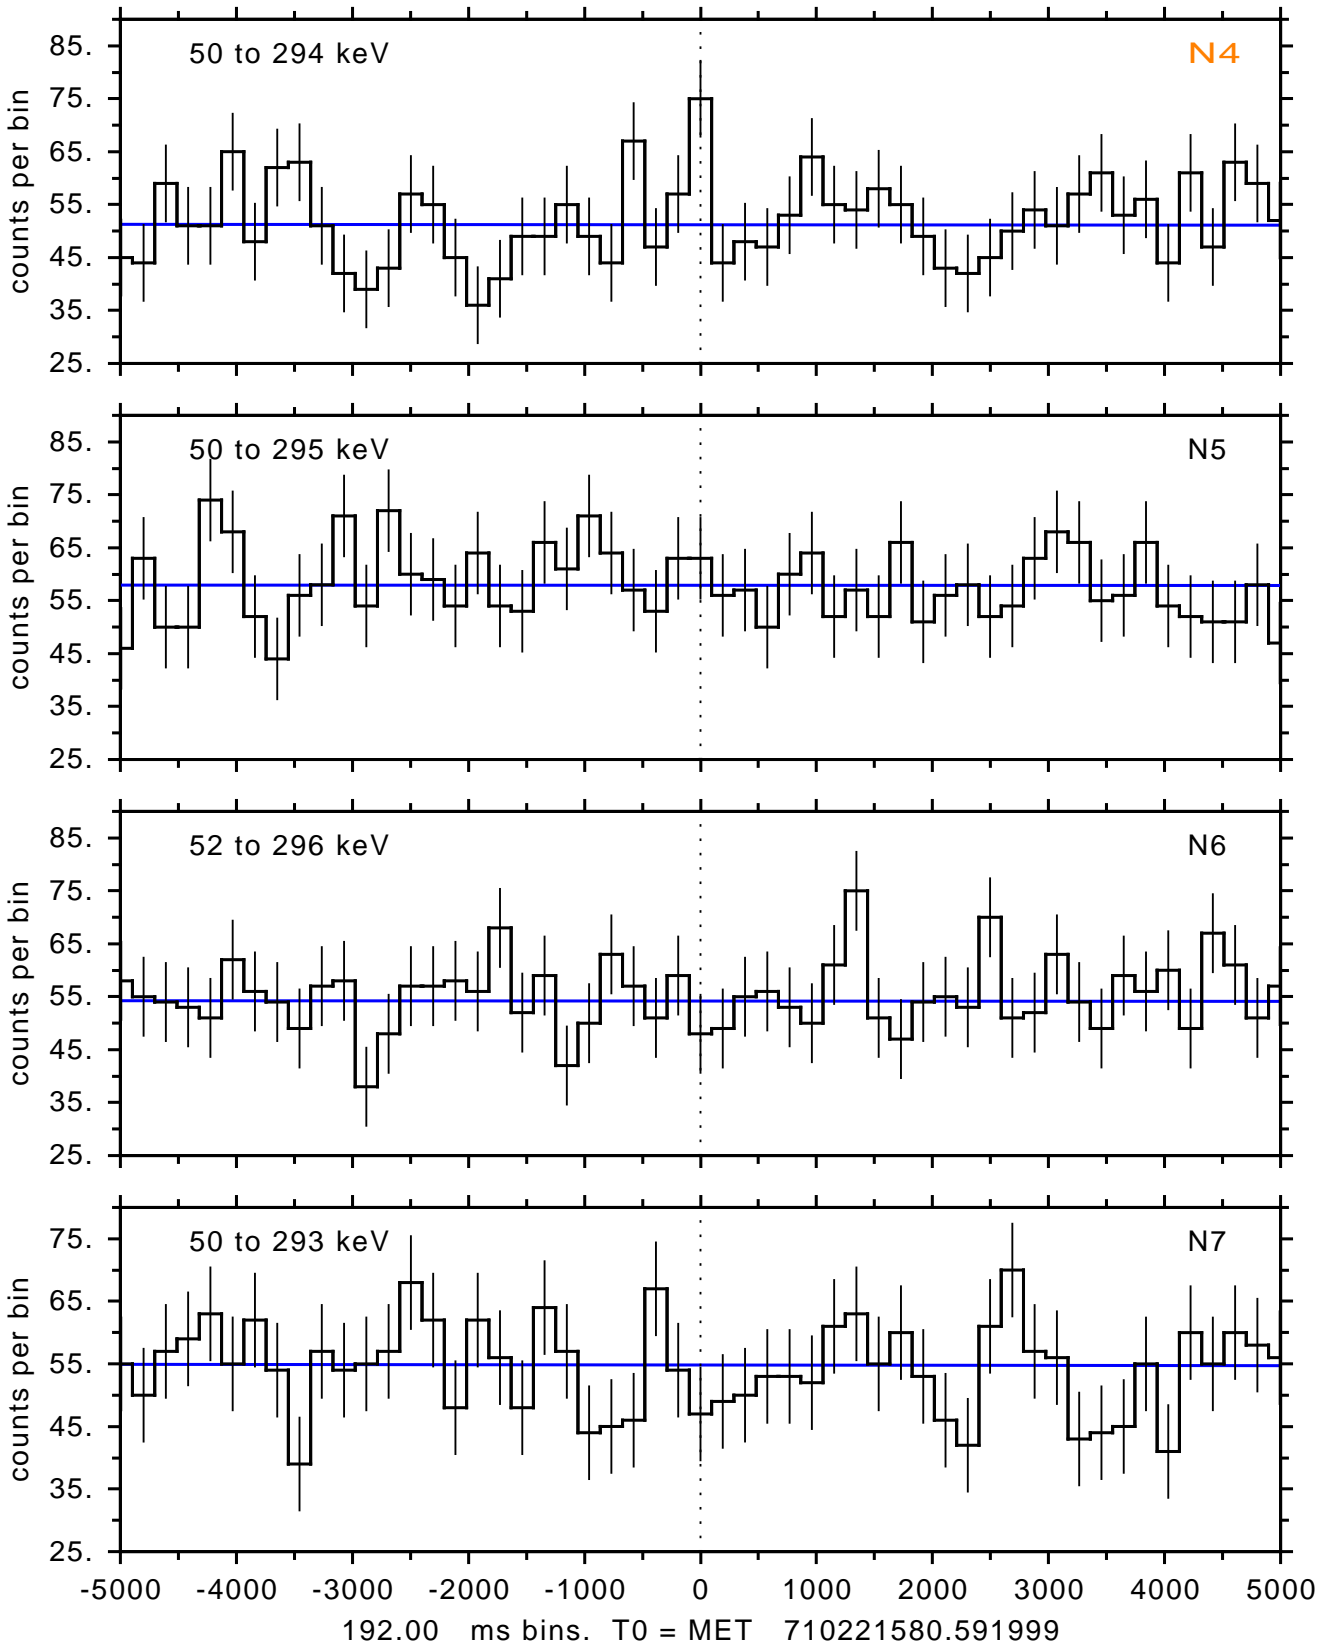 50 to 294 keV N4
85.
75.
65.
55.
45.
35.
25.
counts per bin
50 to 295 keV N5
85.
75.
65.
55.
45.
35.
25.
counts per bin
52 to 296 keV N6
85.
75.
65.
55.
45.
35.
25.
counts per bin
50 to 293 keV N7
75.
65.
55.
45.
35.
25.
counts per bin
-5000 -4000 -3000 -2000 -1000 0 1000 2000 3000 4000 5000
192.00 ms bins. T0 = MET 710221580.591999